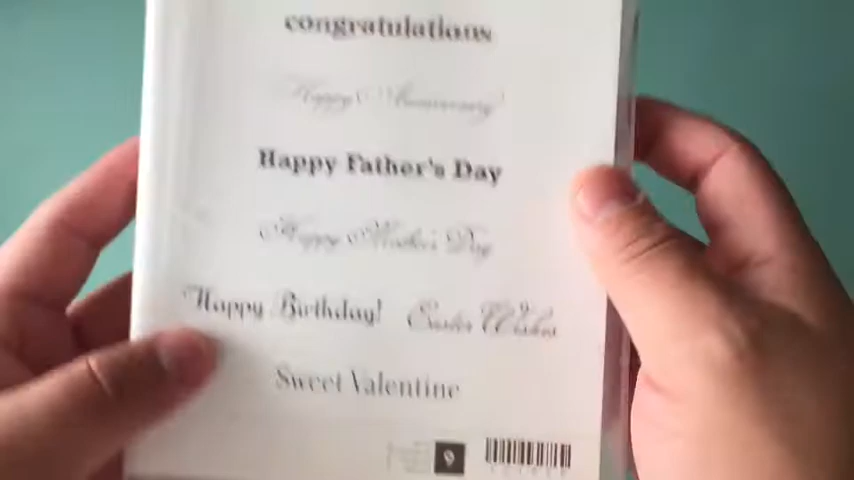 congratulations
Happy Anniversary
Happy Father's Day
Happy Mother's Day
Happy Birthday! Easter Wishes
Sweet Valentine